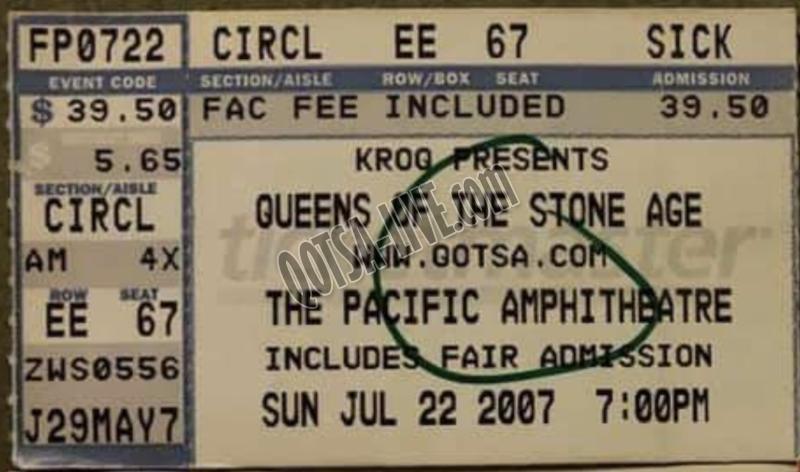 FP0722 CIRCL EE 67 SICK
EVENT CODE SECTION/AISLE ROW/BOX SEAT ADMISSION
$ 39.50 FAC FEE INCLUDED 39.50
$ 5.65
SECTION/AISLE
CIRCL
AM 4X
ROW SEAT
EE 67
ZWS0556
J29MAY7
KROQ PRESENTS
QUEENS OF THE STONE AGE
WWW.QOTSA.COM
THE PACIFIC AMPHITHEATRE
INCLUDES FAIR ADMISSION
SUN JUL 22 2007 7:00PM
QOTSA-LIVE.com
ticketmaster